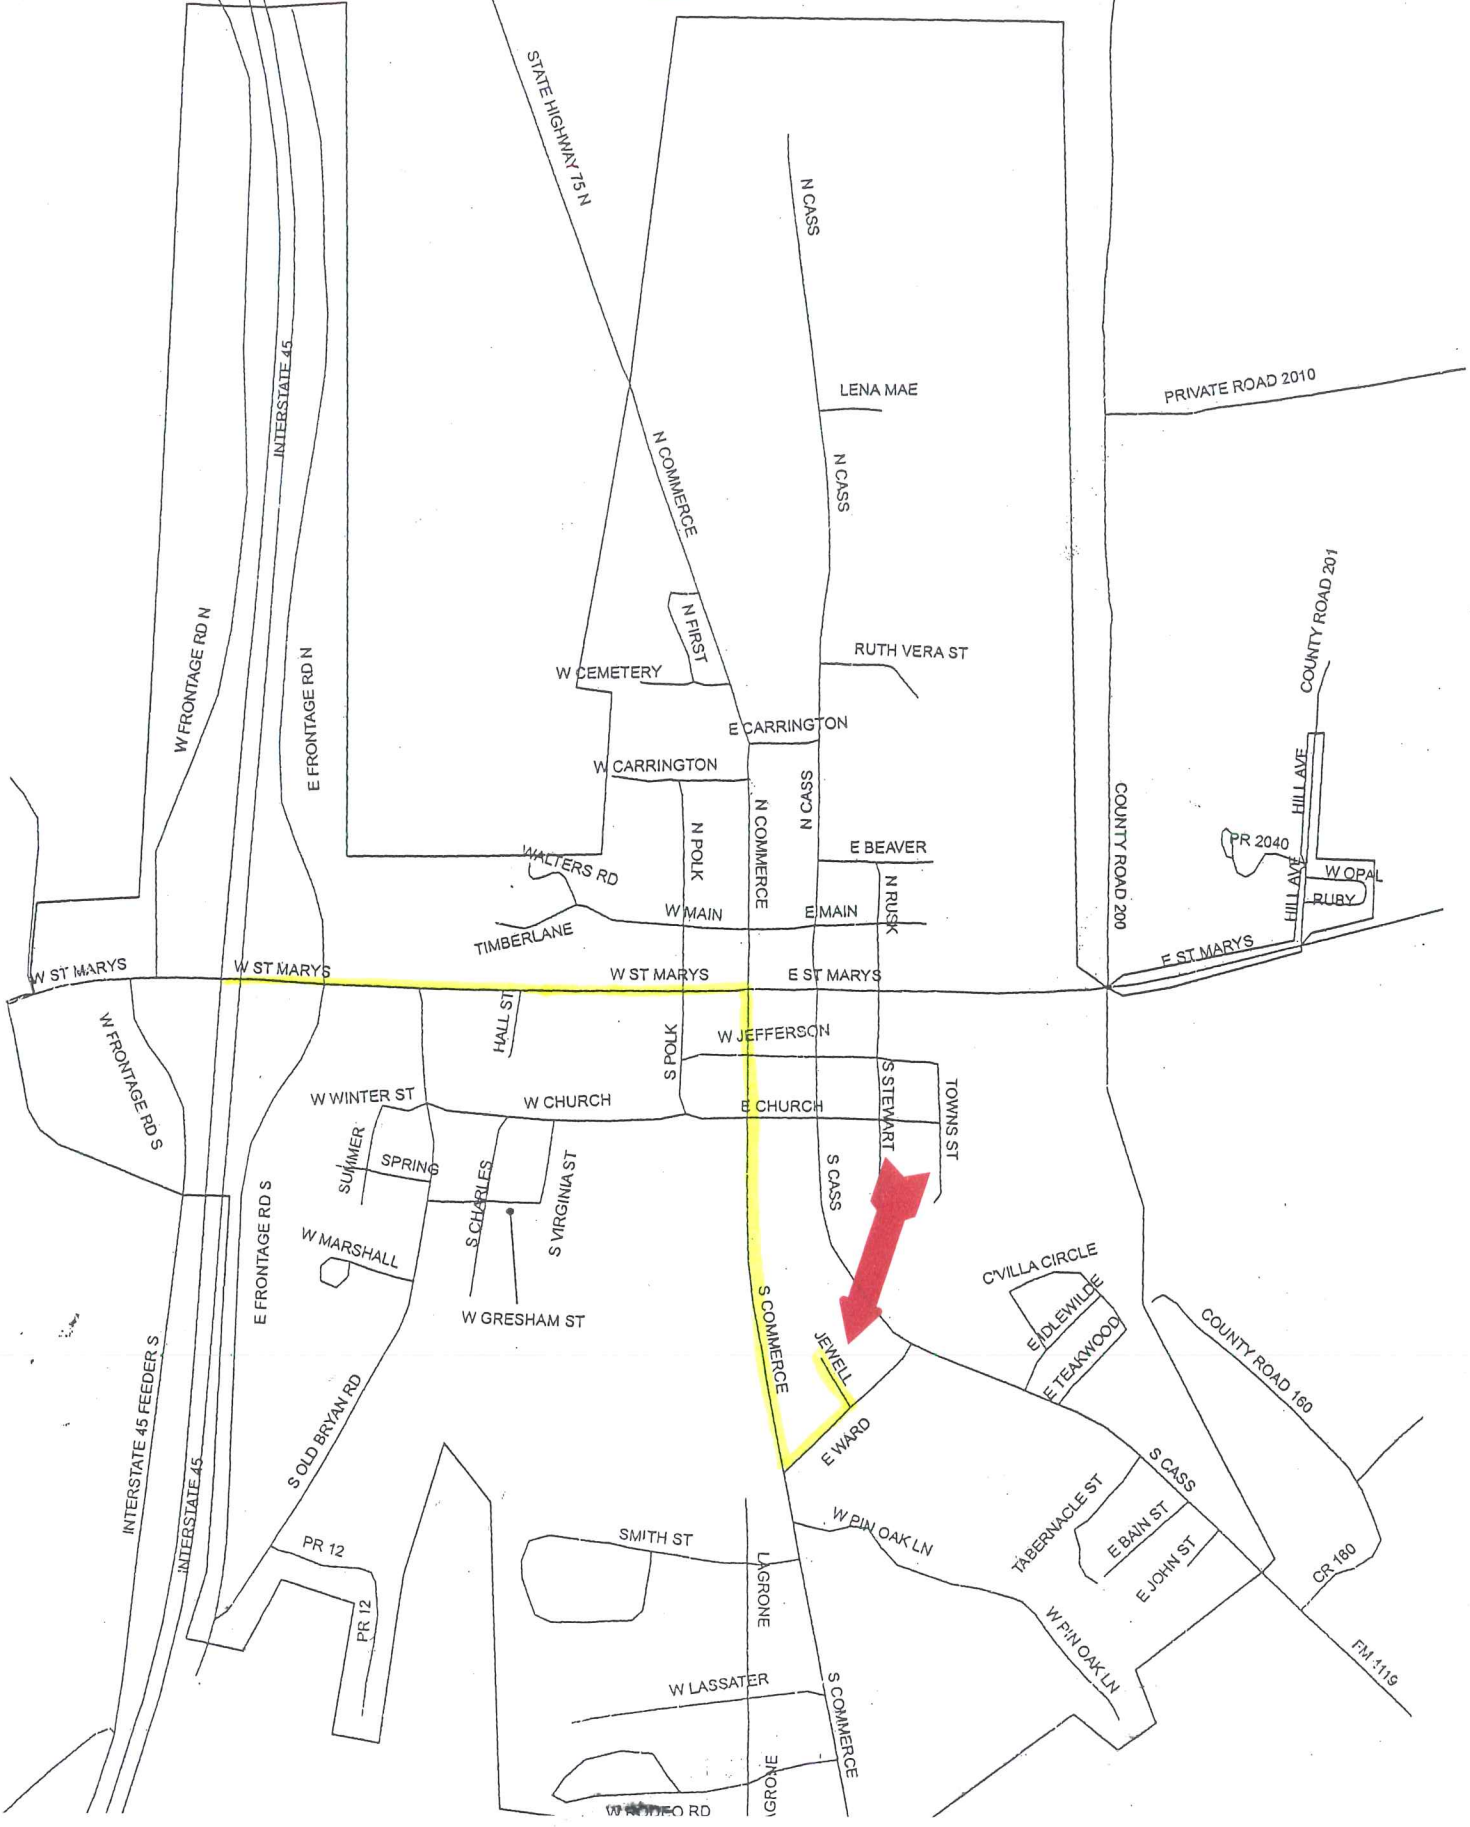 STATE HIGHWAY 75 N
N CASS
INTERSTATE 45
LENA MAE
PRIVATE ROAD 2010
N COMMERCE
N CASS
COUNTY ROAD 201
W FRONTAGE RD N
E FRONTAGE RD N
N FIRST
W CEMETERY
RUTH VERA ST
E CARRINGTON
W CARRINGTON
N CASS
N COMMERCE
N POLK
COUNTY ROAD 200
HILL AVE
PR 2040
W OPAL
RUBY
HILL AVE
E BEAVER
WALTERS RD
N RUSK
W MAIN
E MAIN
TIMBERLANE
E ST MARYS
W ST MARYS
W ST MARYS
W ST MARYS
E ST MARYS
HALL ST
W FRONTAGE RD S
S POLK
W JEFFERSON
S STEWART
TOWNS ST
W WINTER ST
W CHURCH
E CHURCH
SUMMER
SPRING
S CHARLES
S VIRGINIA ST
S CASS
E FRONTAGE RD S
W MARSHALL
W GRESHAM ST
C'VILLA CIRCLE
E IDLEWILDE
E TEAKWOOD
COUNTY ROAD 160
S COMMERCE
JEWELL
E WARD
INTERSTATE 45 FEEDER S
INTERSTATE 45
S OLD BRYAN RD
S CASS
TABERNACLE ST
E BAIN ST
E JOHN ST
CR 160
PR 12
PR 12
SMITH ST
LAGRONE
W PIN OAK LN
W PIN OAK LN
FM 1119
W LASSATER
S COMMERCE
W RODEO RD